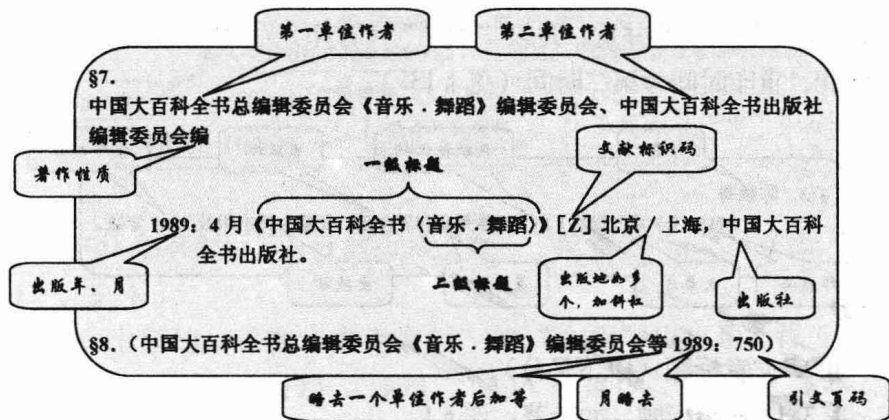 第一单位作者 第二单位作者
§7.
中国大百科全书总编辑委员会《音乐．舞蹈》编辑委员会、中国大百科全书出版社
编辑委员会编
著作性质 一级标题 文献标识码
1989：4 月《中国大百科全书〈音乐．舞蹈〉》[Z] 北京／上海，中国大百科
全书出版社。
出版年、月 二级标题 出版地如多
个，加斜杠 出版社
§8.（中国大百科全书总编辑委员会《音乐．舞蹈》编辑委员会等 1989：750）
略去一个单位作者后加等 月略去 引文页码